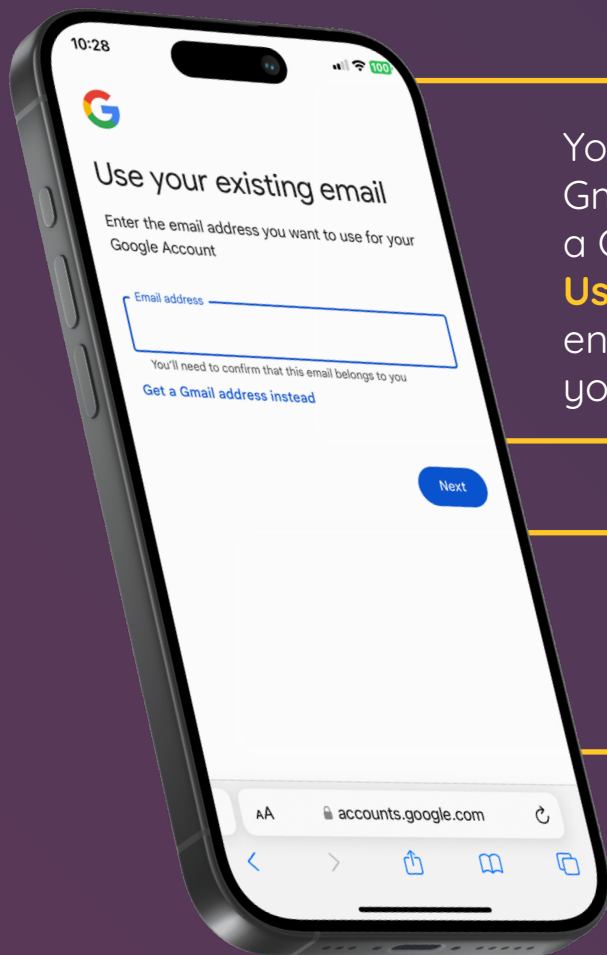 10:28
100
G
Use your existing email
Enter the email address you want to use for your
Google Account
Email address
You'll need to confirm that this email belongs to you
Get a Gmail address instead
Next
AA
accounts.google.com
a